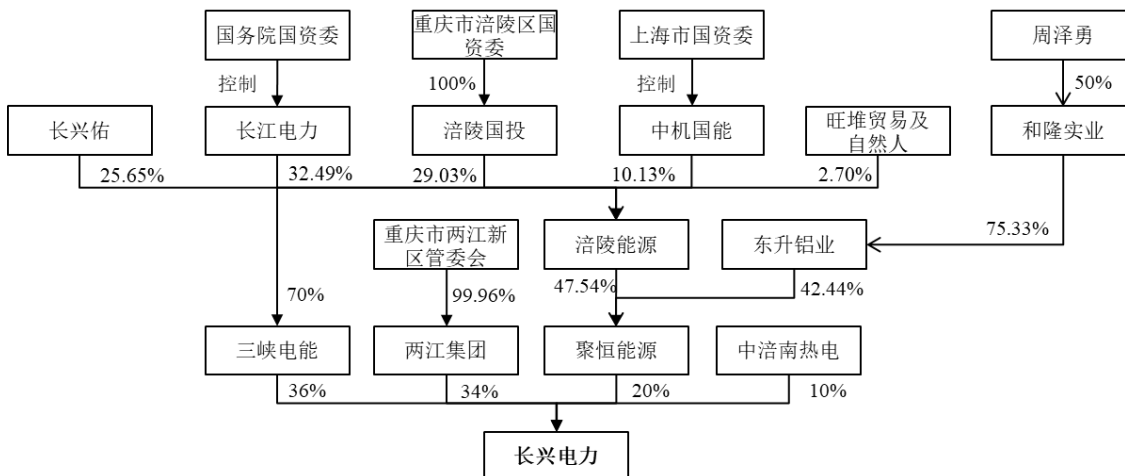 国务院国资委
重庆市涪陵区国
资委
上海市国资委
周泽勇
控制
100%
控制
50%
长兴佑
长江电力
涪陵国投
中机国能
旺堆贸易及
自然人
和隆实业
25.65%
32.49%
29.03%
10.13%
2.70%
重庆市两江新
区管委会
涪陵能源
东升铝业
75.33%
70%
99.96%
47.54%
42.44%
三峡电能
两江集团
聚恒能源
中涪南热电
36%
34%
20%
10%
长兴电力